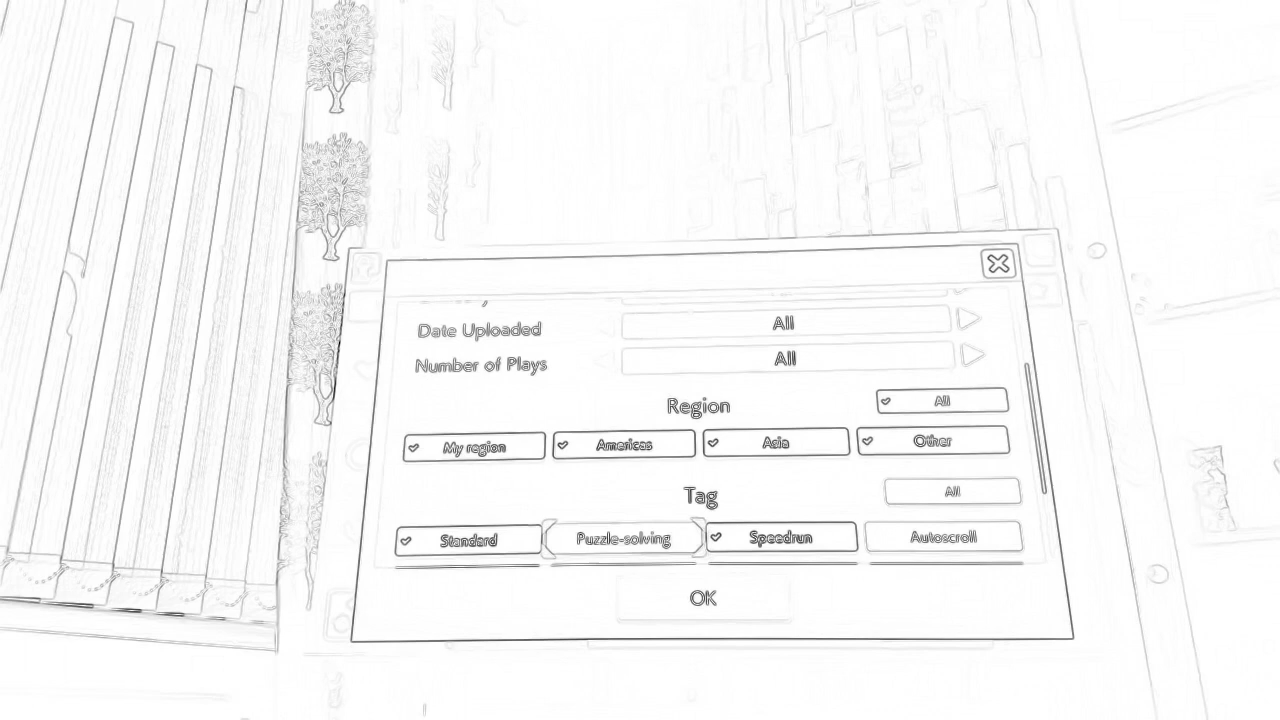 Date Uploaded All
Number of Plays All
Region All
My region Americas Asia Other
Tag All
Standard Puzzle-solving Speedrun Autoscroll
OK